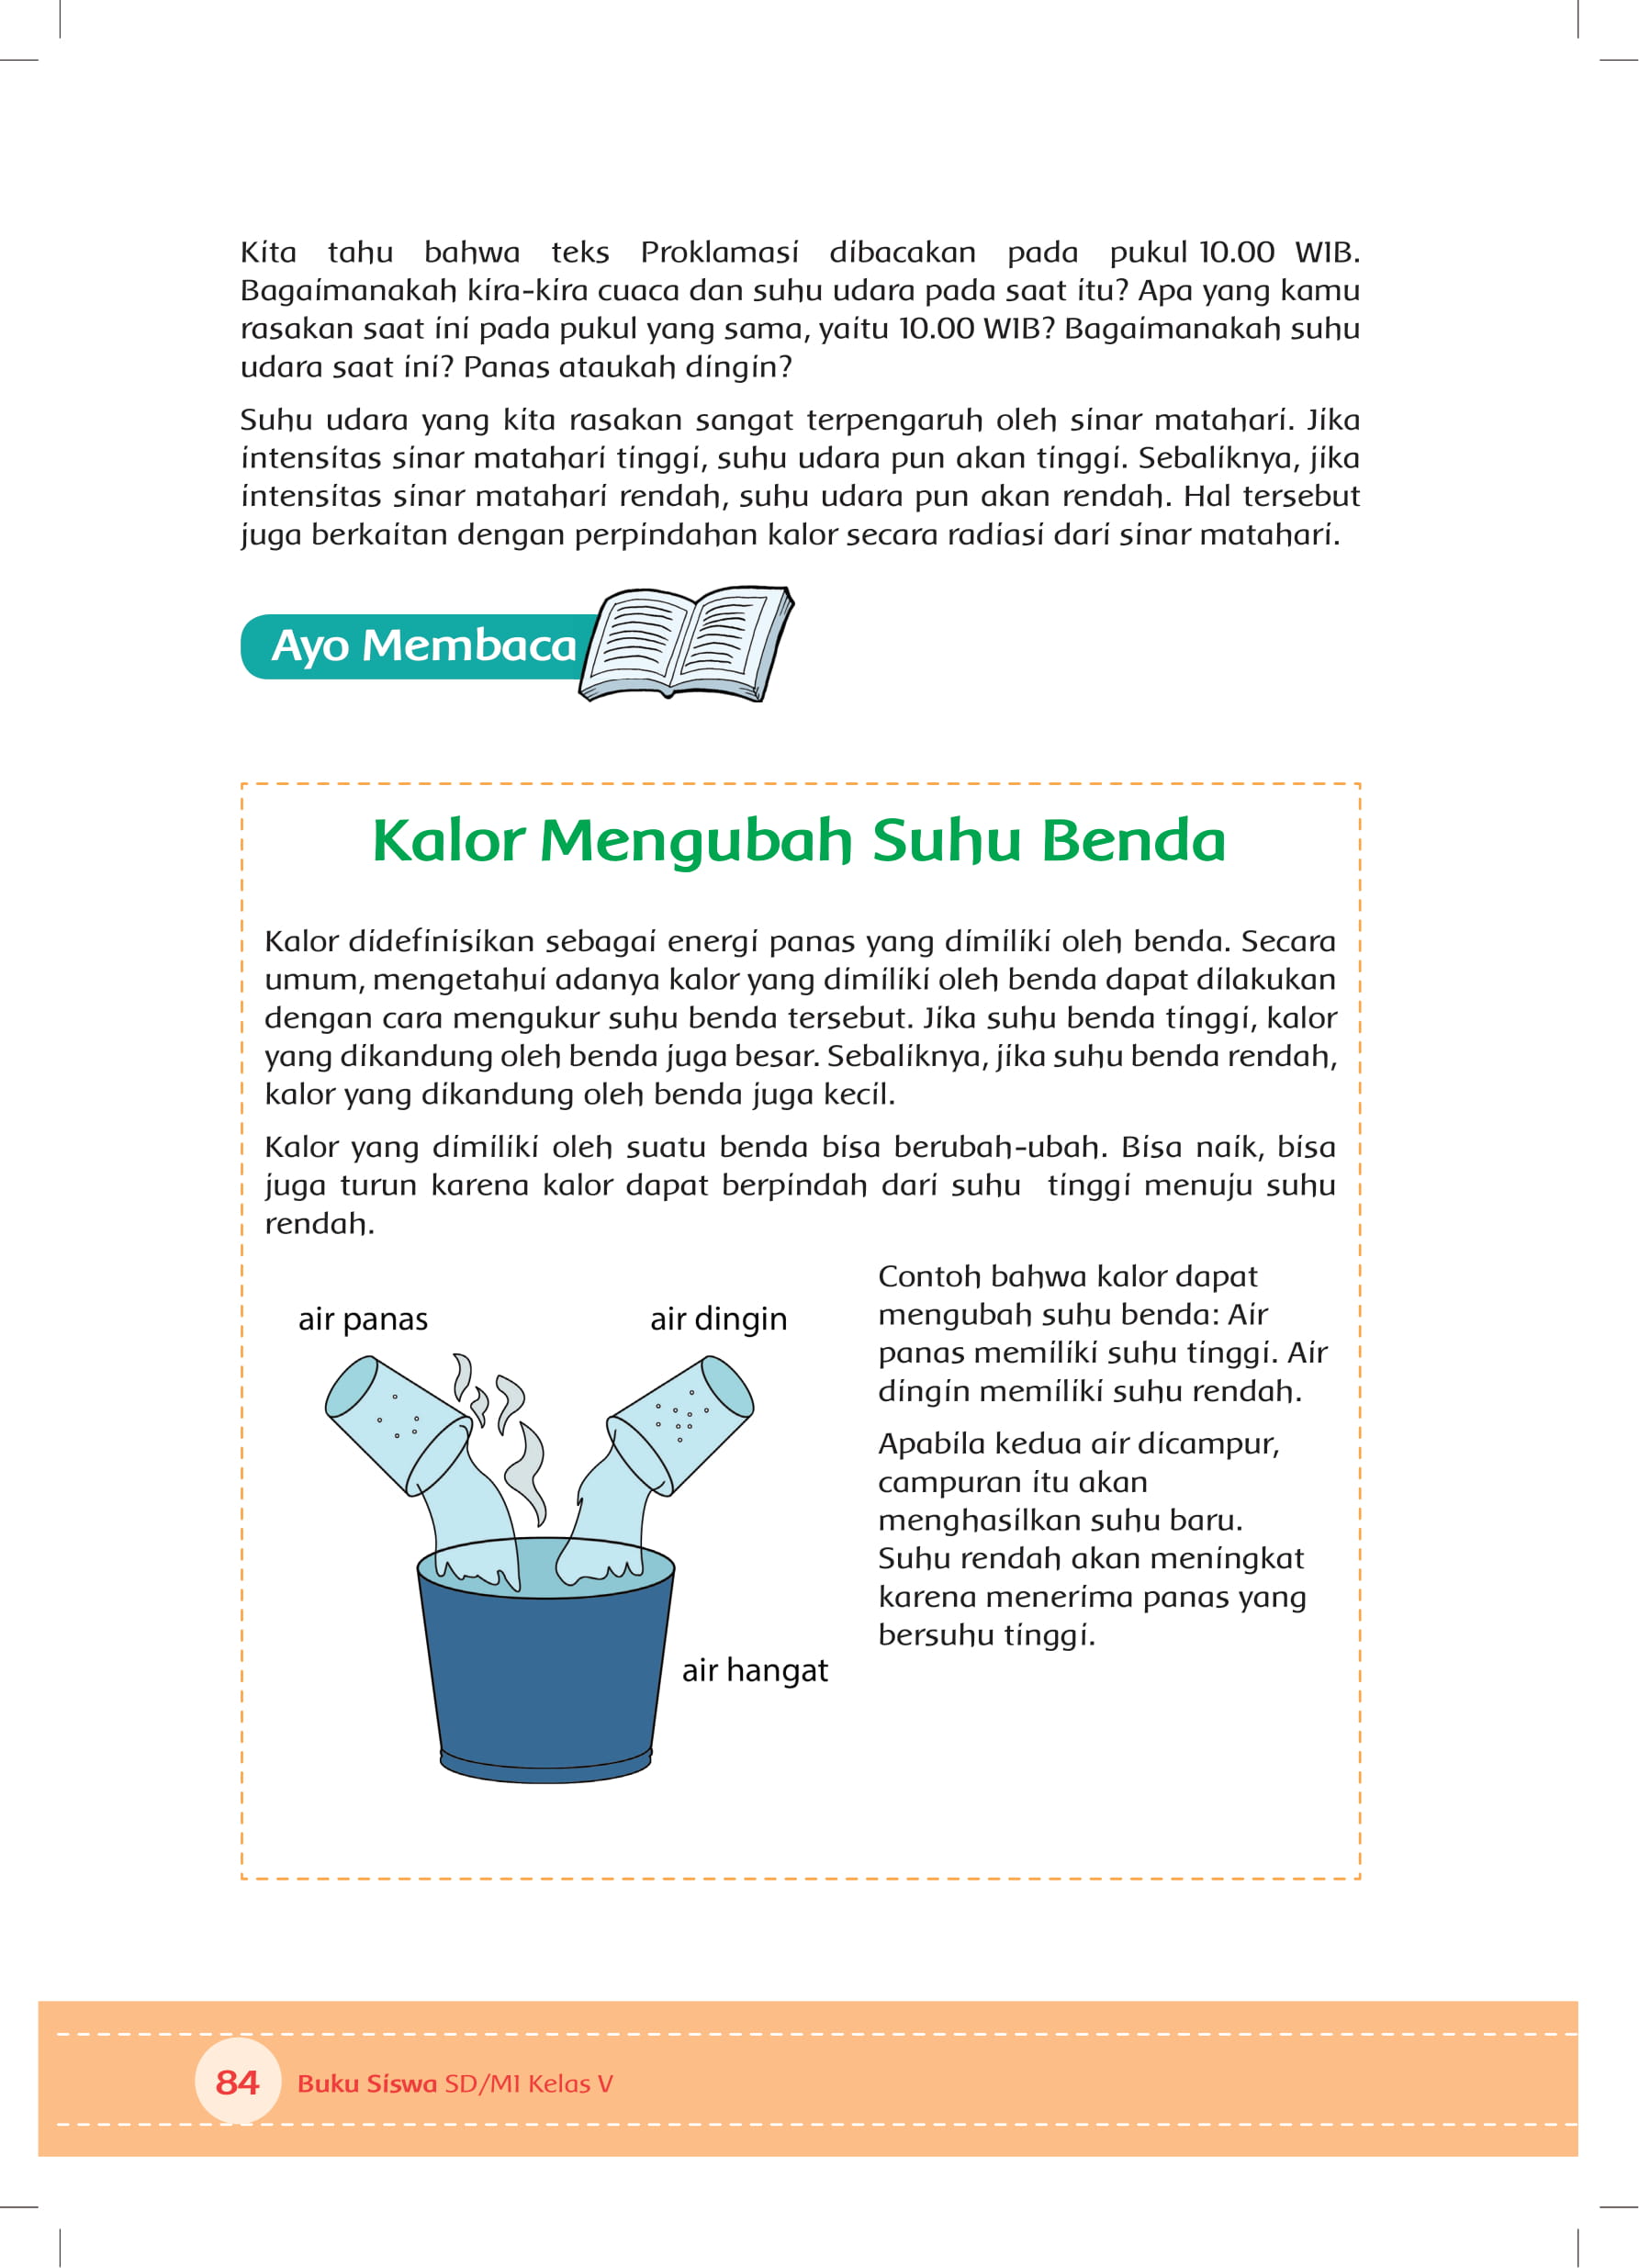 Kita tahu bahwa teks Proklamasi dibacakan pada pukul 10.00 WIB.
Bagaimanakah kira-kira cuaca dan suhu udara pada saat itu? Apa yang kamu
rasakan saat ini pada pukul yang sama, yaitu 10.00 WIB? Bagaimanakah suhu
udara saat ini? Panas ataukah dingin?
Suhu udara yang kita rasakan sangat terpengaruh oleh sinar matahari. Jika
intensitas sinar matahari tinggi, suhu udara pun akan tinggi. Sebaliknya, jika
intensitas sinar matahari rendah, suhu udara pun akan rendah. Hal tersebut
juga berkaitan dengan perpindahan kalor secara radiasi dari sinar matahari.
Ayo Membaca
Kalor Mengubah Suhu Benda
Kalor didefinisikan sebagai energi panas yang dimiliki oleh benda. Secara
umum, mengetahui adanya kalor yang dimiliki oleh benda dapat dilakukan
dengan cara mengukur suhu benda tersebut. Jika suhu benda tinggi, kalor
yang dikandung oleh benda juga besar. Sebaliknya, jika suhu benda rendah,
kalor yang dikandung oleh benda juga kecil.
Kalor yang dimiliki oleh suatu benda bisa berubah-ubah. Bisa naik, bisa
juga turun karena kalor dapat berpindah dari suhu tinggi menuju suhu
rendah.
air panas
air dingin
air hangat
Contoh bahwa kalor dapat
mengubah suhu benda: Air
panas memiliki suhu tinggi. Air
dingin memiliki suhu rendah.
Apabila kedua air dicampur,
campuran itu akan
menghasilkan suhu baru.
Suhu rendah akan meningkat
karena menerima panas yang
bersuhu tinggi.
84 Buku Siswa SD/MI Kelas V